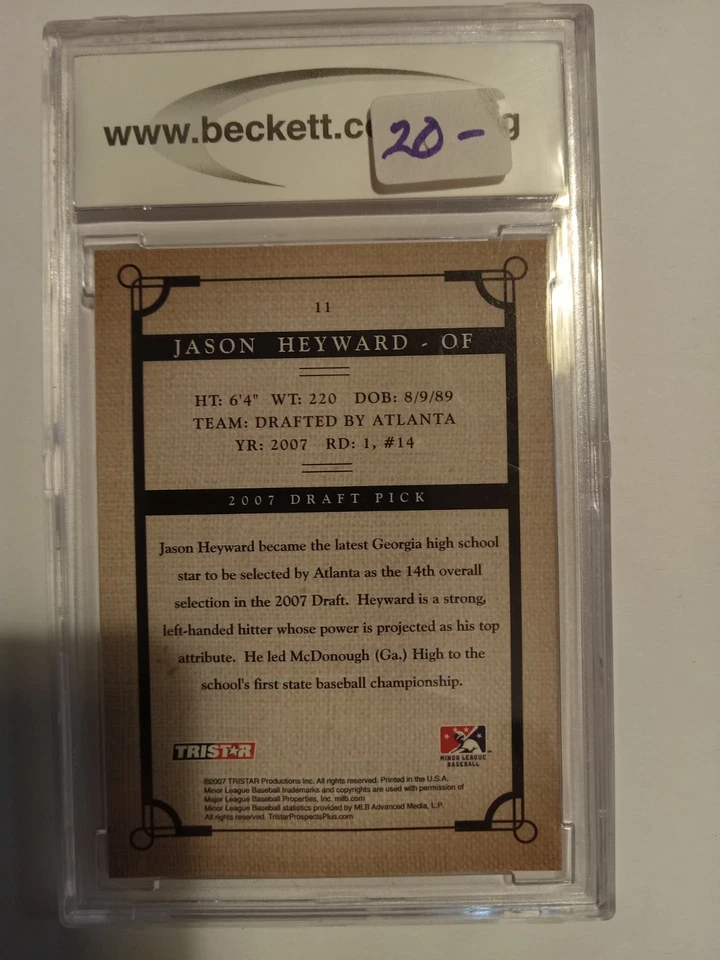 www.beckett.c g
20-
11
JASON HEYWARD - OF
HT: 6'4" WT: 220 DOB: 8/9/89
TEAM: DRAFTED BY ATLANTA
YR: 2007 RD: 1, #14
2007 DRAFT PICK
Jason Heyward became the latest Georgia high school
star to be selected by Atlanta as the 14th overall
selection in the 2007 Draft. Heyward is a strong,
left-handed hitter whose power is projected as his top
attribute. He led McDonough (Ga.) High to the
school's first state baseball championship.
TRISTAR
MINOR LEAGUE
BASEBALL
©2007 TRISTAR Productions Inc. All rights reserved. Printed in the U.S.A.
Minor League Baseball trademarks and copyrights are used with permission of
Major League Baseball Properties, Inc. milb.com
Minor League Baseball statistics provided by MLB Advanced Media, L.P.
All rights reserved. TristarProspectsPlus.com